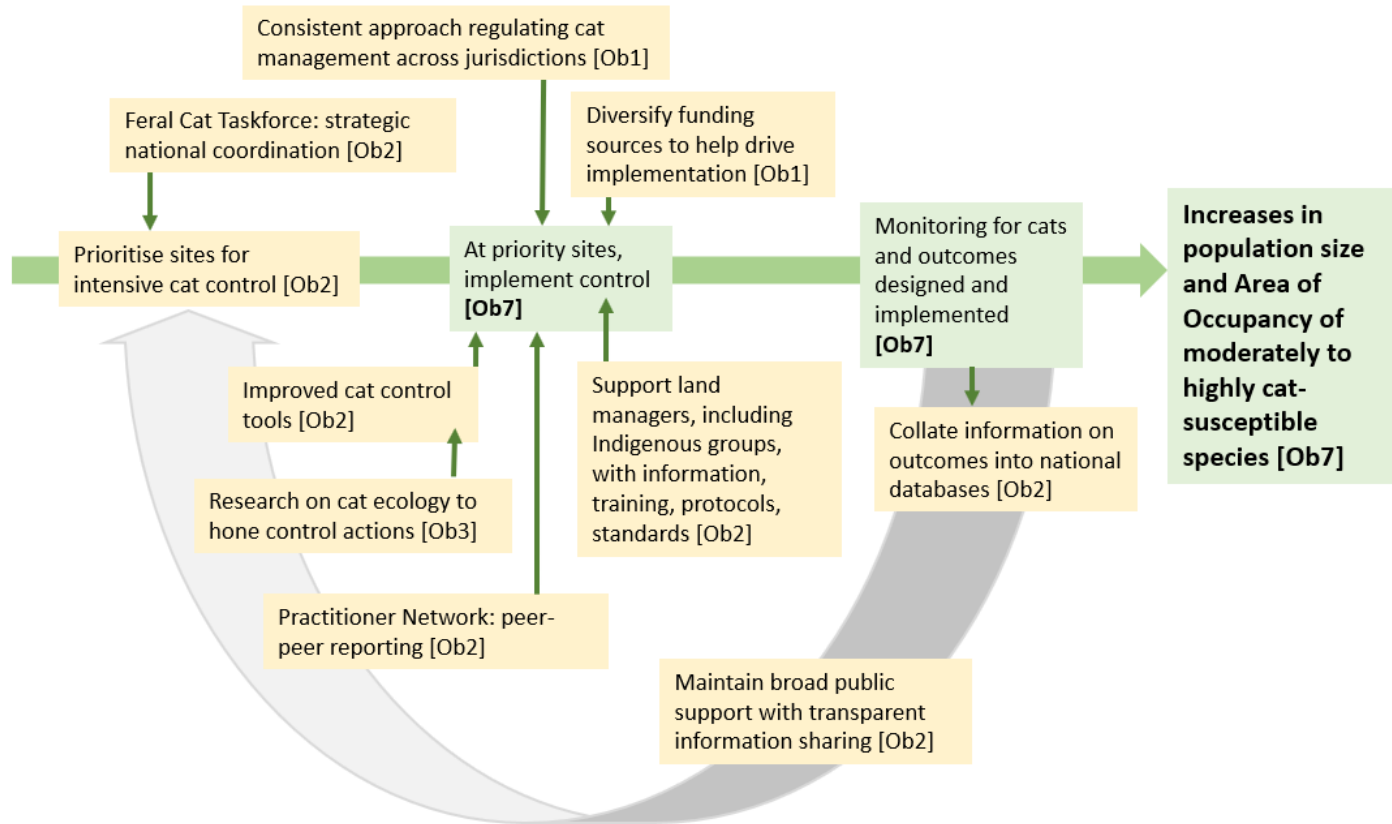 Consistent approach regulating cat
management across jurisdictions [Ob1]
Feral Cat Taskforce: strategic
national coordination [Ob2]
Diversify funding
sources to help drive
implementation [Ob1]
Prioritise sites for
intensive cat control [Ob2]
At priority sites,
implement control
[Ob7]
Monitoring for cats
and outcomes
designed and
implemented
[Ob7]
Increases in
population size
and Area of
Occupancy of
moderately to
highly cat-
susceptible
species [Ob7]
Improved cat control
tools [Ob2]
Research on cat ecology to
hone control actions [Ob3]
Practitioner Network: peer-
peer reporting [Ob2]
Support land
managers, including
Indigenous groups,
with information,
training, protocols,
standards [Ob2]
Collate information on
outcomes into national
databases [Ob2]
Maintain broad public
support with transparent
information sharing [Ob2]